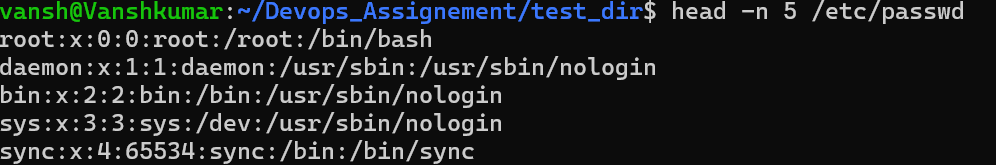 vansh@Vanshkumar:~/Devops_Assignement/test_dir$ head -n 5 /etc/passwd
root:x:0:0:root:/root:/bin/bash
daemon:x:1:1:daemon:/usr/sbin:/usr/sbin/nologin
bin:x:2:2:bin:/bin:/usr/sbin/nologin
sys:x:3:3:sys:/dev:/usr/sbin/nologin
sync:x:4:65534:sync:/bin:/bin/sync